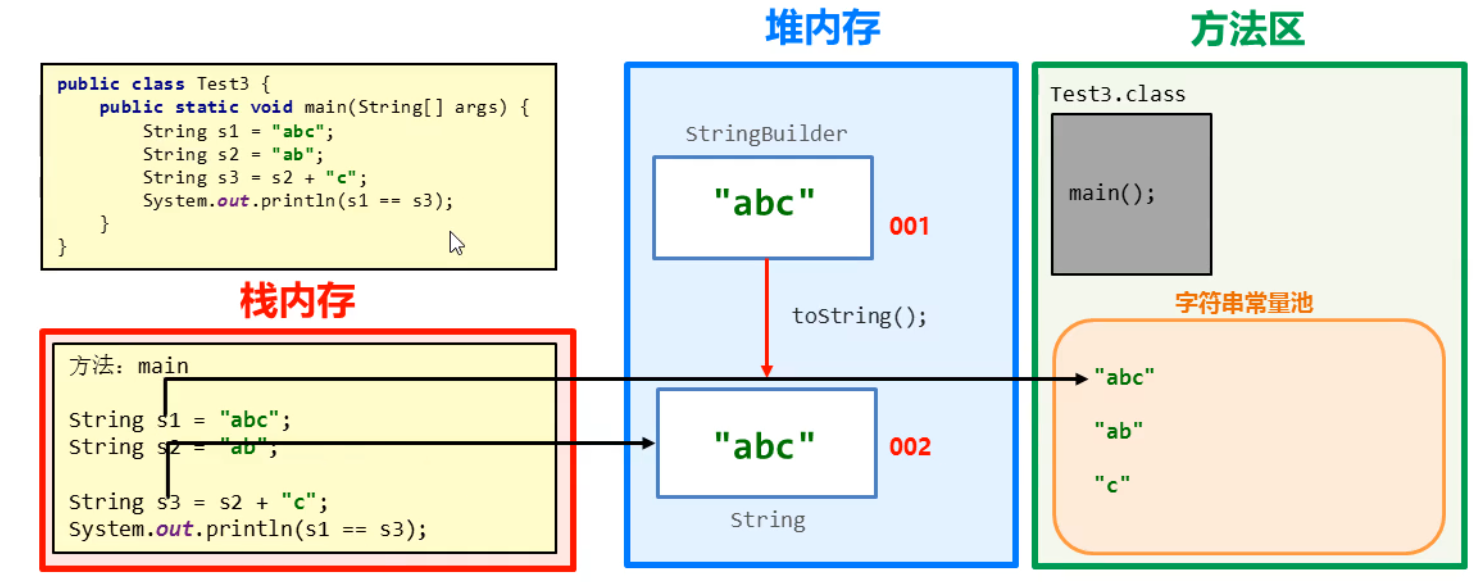 堆内存
方法区
public class Test3 {
public static void main(String[] args) {
String s1 = "abc";
String s2 = "ab";
String s3 = s2 + "c";
System.out.println(s1 == s3);
}
}
StringBuilder
"abc"
001
toString();
"abc"
002
String
Test3.class
main();
字符串常量池
"abc"
"ab"
"c"
栈内存
方法：main
String s1 = "abc";
String s2 = "ab";
String s3 = s2 + "c";
System.out.println(s1 == s3);